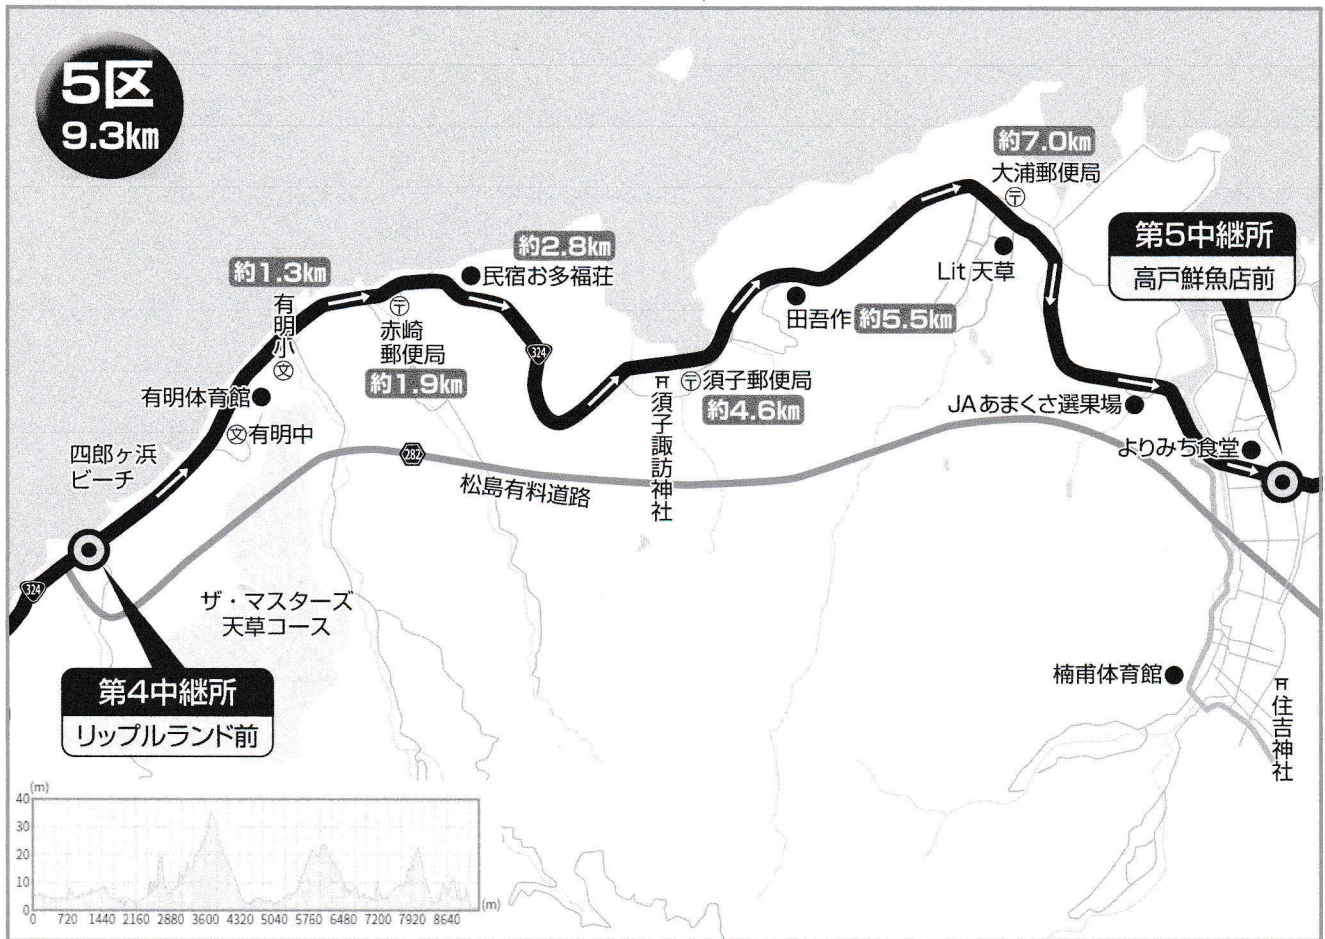 5区
9.3km
約7.0km
大浦郵便局
〒
第5中継所
高戸鮮魚店前
約2.8km
民宿お多福荘
約1.3km
有明小
文
Lit 天草
〒
赤崎
郵便局
約1.9km
田吾作
約5.5km
324
〒須子郵便局
約4.6km
須子諏訪神社
有明体育館
文有明中
JAあまくさ選果場
よりみち食堂
四郎ヶ浜
ビーチ
282
松島有料道路
324
ザ・マスターズ
天草コース
第4中継所
リップルランド前
楠甫体育館
住吉神社
(m)
40
30
20
10
0
0 720 1440 2160 2880 3600 4320 5040 5760 6480 7200 7920 8640
(m)